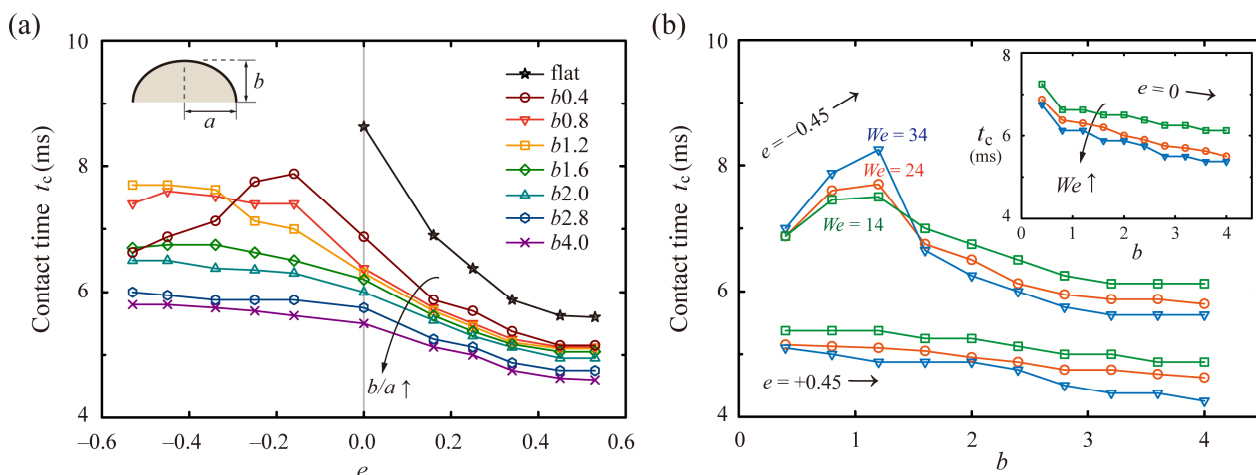 (a)
Contact time t_c (ms)
10
8
6
4
−0.6
−0.4
−0.2
0.0
0.2
0.4
0.6
e
b
a
flat
b0.4
b0.8
b1.2
b1.6
b2.0
b2.8
b4.0
b/a ↑
(b)
Contact time t_c (ms)
10
8
6
4
0
1
2
3
4
b
e = −0.45
We = 34
We = 24
We = 14
e = +0.45
8
6
4
0
1
2
3
4
t_c
(ms)
b
e = 0
We ↑